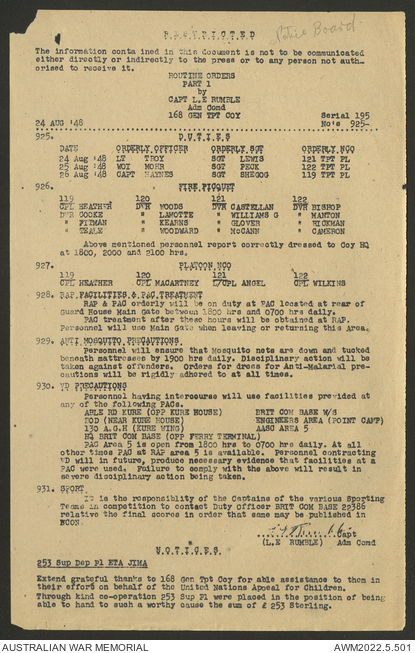 Notice Board
R E S T R I C T E D
The information conta ined in this document is not to be communicated
either directly or indirectly to the press or to any person not auth-
orised to receive it.
ROUTINE ORDERS
PART 1
by
CAPT L.E RUMBLE
Adm Comd
168 GEN TPT COY Serial 195
24 AUG '48 No's 925-
925. D U T I E S
DATE ORDERLY OFFICER ORDERLY SGT ORDERLY NCO
24 Aug '48 LT TROY SGT LEWIS 121 TPT PL
25 Aug '48 WOI MOHR SGT PECK 122 TPT PL
26 Aug '48 CAPT HAYNES SGT SHEGOG 119 TPT PL
926. FIRE PICQUET
119 120 121 122
CPL HEATHER DVR WOODS DVR CASTELLAN DVR BISHOP
DVR COOKE " LAMOTTE " WILLIAMS G " MANTON
" PITMAN " KEARNS " GLOVER " RICKMAN
" TEALE " WOODWARD " McCANN " CAMERON
Above mentioned personnel report correctly dressed to Coy HQ
at 1800, 2000 and 2100 hrs.
927. PLATOON NCO
119 120 121 122
CPL HEATHER CPL MACARTNEY L/CPL ANGEL CPL WILKINS
928. RAP FACILITIES & PAC TREATMENT
RAP & PAC orderly will be on duty at PAC located at rear of
guard House Main Gate between 1800 hrs and 0700 hrs daily.
PAC treatment after these hours will be obtained at RAP.
Personnel will use Main Gate when leaving or returning this Area.
929. ANTI MOSQUITO PRECAUTIONS
Personnel will ensure that Mosquito nets are down and tucked
beneath mattresses by 1900 hrs daily. Disciplinary action will be
taken against offenders. Orders for dress for Anti-Malarial pre-
cautions will be rigidly adhered to at all times.
930. VD PRECAUTIONS
Personnel having intercourse will use facilities provided at
any of the following PACs.
ABLE RD KURE (OPP KURE HOUSE) BRIT COM BASE W/S
FOD (NEAR KURE HOUSE) ENGINEERS AREA (POINT CAMP)
130 A.G.H (KURE WING) AASC AREA 5
HQ BRIT COM BASE (OPP FERRY TERMINAL)
PAC Area 5 is open from 1800 hrs to 0700 hrs daily. At all
other times PAC at RAP area 5 is available. Personnel contracting
VD will in future, produce necessary evidence that facilities at a
PAC were used. Failure to comply with the above will result in
severe disciplinary action being taken.
931. SPORT
It is the responsiblity of the Captains of the various Sporting
Teams in competition to contact Duty officer BRIT COM BASE 22386
relative the final scores in order that same may be published in
BCON.
Capt
(L.E RUMBLE) Adm Comd
N O T I C E S
253 Sup Dep Pl ETA JIMA
Extend grateful thanks to 168 gen Tpt Coy for able assistance to them in
their effort on behalf of the United Nations Appeal for Children.
Through kind co-operation 253 Sup Pl were placed in the position of being
able to hand to such a worthy cause the sum of £ 253 Sterling.
AUSTRALIAN WAR MEMORIAL AWM2022.5.501